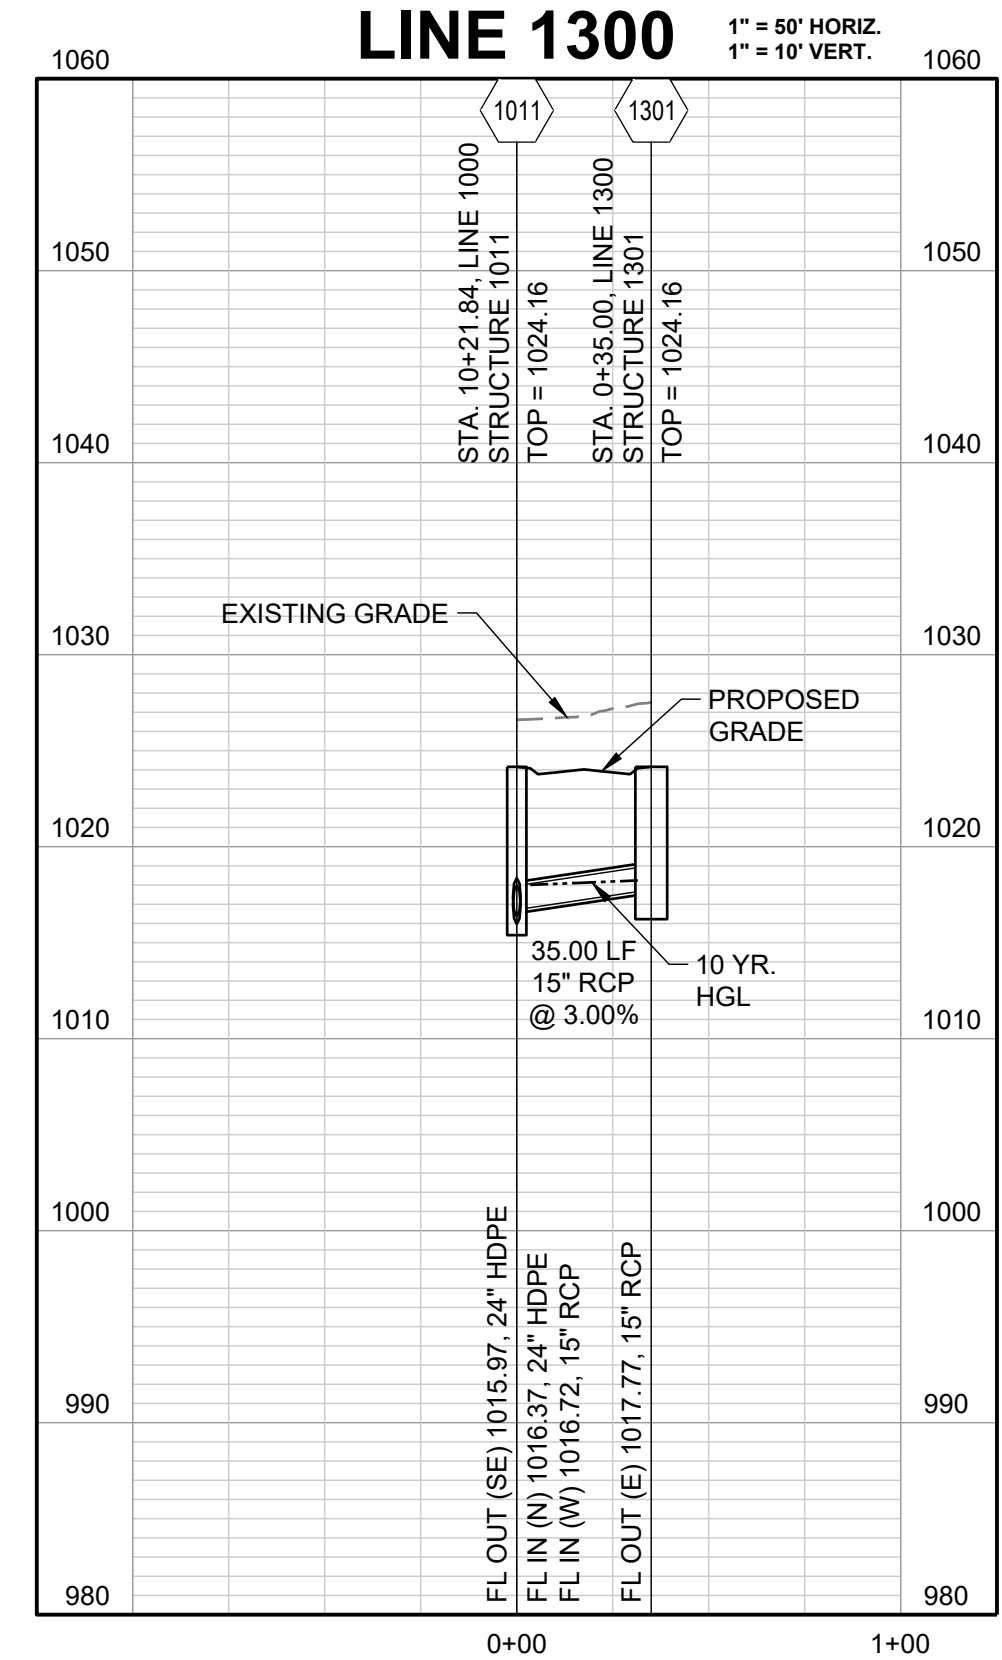 LINE 1300
1" = 50' HORIZ.
1" = 10' VERT.
1060
1060
1011
1301
STA. 10+21.84, LINE 1000
STRUCTURE 1011
TOP = 1024.16
STA. 0+35.00, LINE 1300
STRUCTURE 1301
TOP = 1024.16
1050
1050
1040
1040
EXISTING GRADE
1030
1030
PROPOSED
GRADE
1020
1020
35.00 LF
15" RCP
@ 3.00%
10 YR.
HGL
1010
1010
1000
1000
FL OUT (SE) 1015.97, 24" HDPE
FL IN (N) 1016.37, 24" HDPE
FL IN (W) 1016.72, 15" RCP
FL OUT (E) 1017.77, 15" RCP
990
990
980
980
0+00
1+00